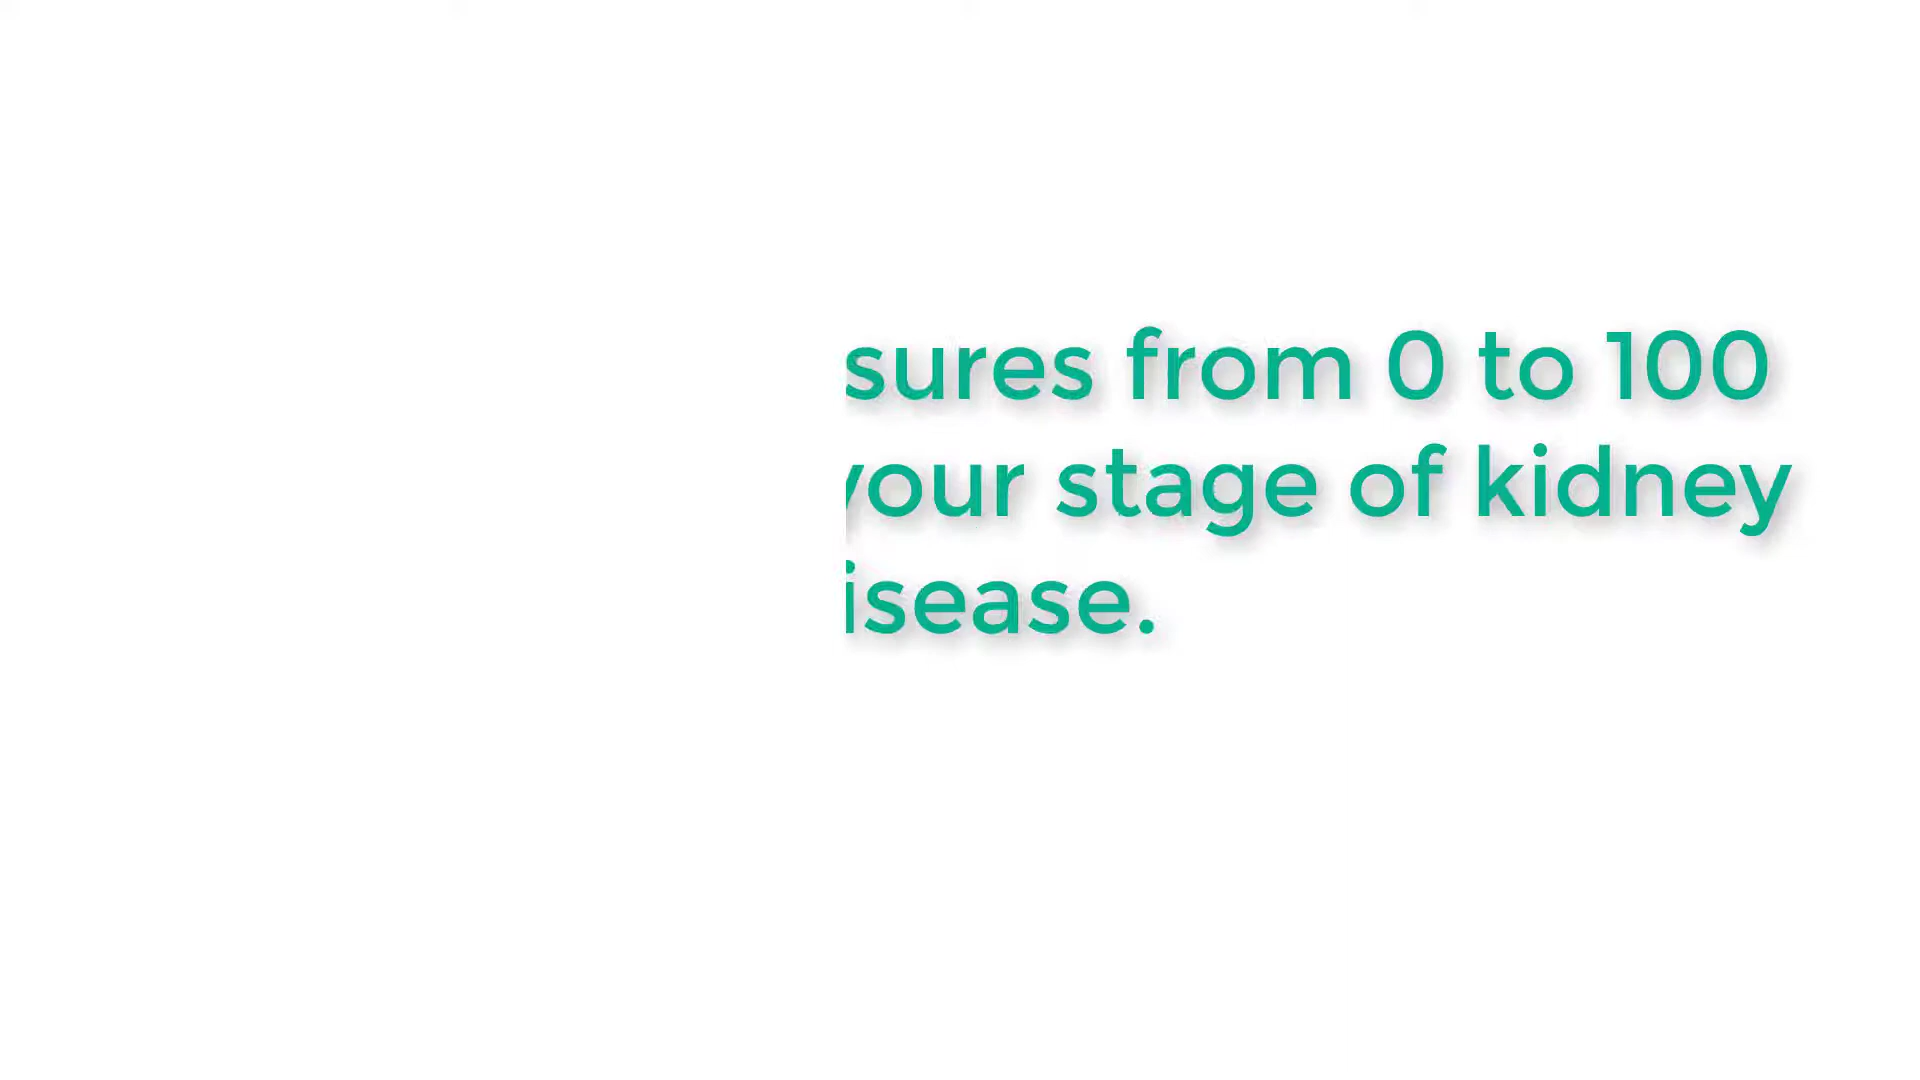 sures from 0 to 100
your stage of kidney
isease.